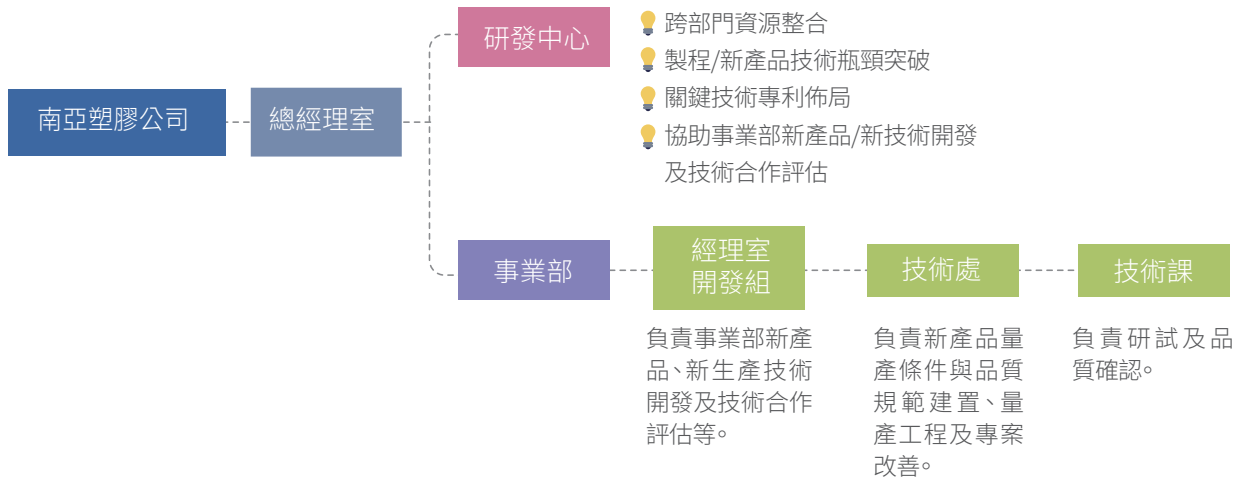 南亞塑膠公司
總經理室
研發中心
跨部門資源整合
製程/新產品技術瓶頸突破
關鍵技術專利佈局
協助事業部新產品/新技術開發
及技術合作評估
事業部
經理室
開發組
負責事業部新產
品、新生產技術
開發及技術合作
評估等。
技術處
負責新產品量
產條件與品質
規範建置、量
產工程及專案
改善。
技術課
負責研試及品
質確認。